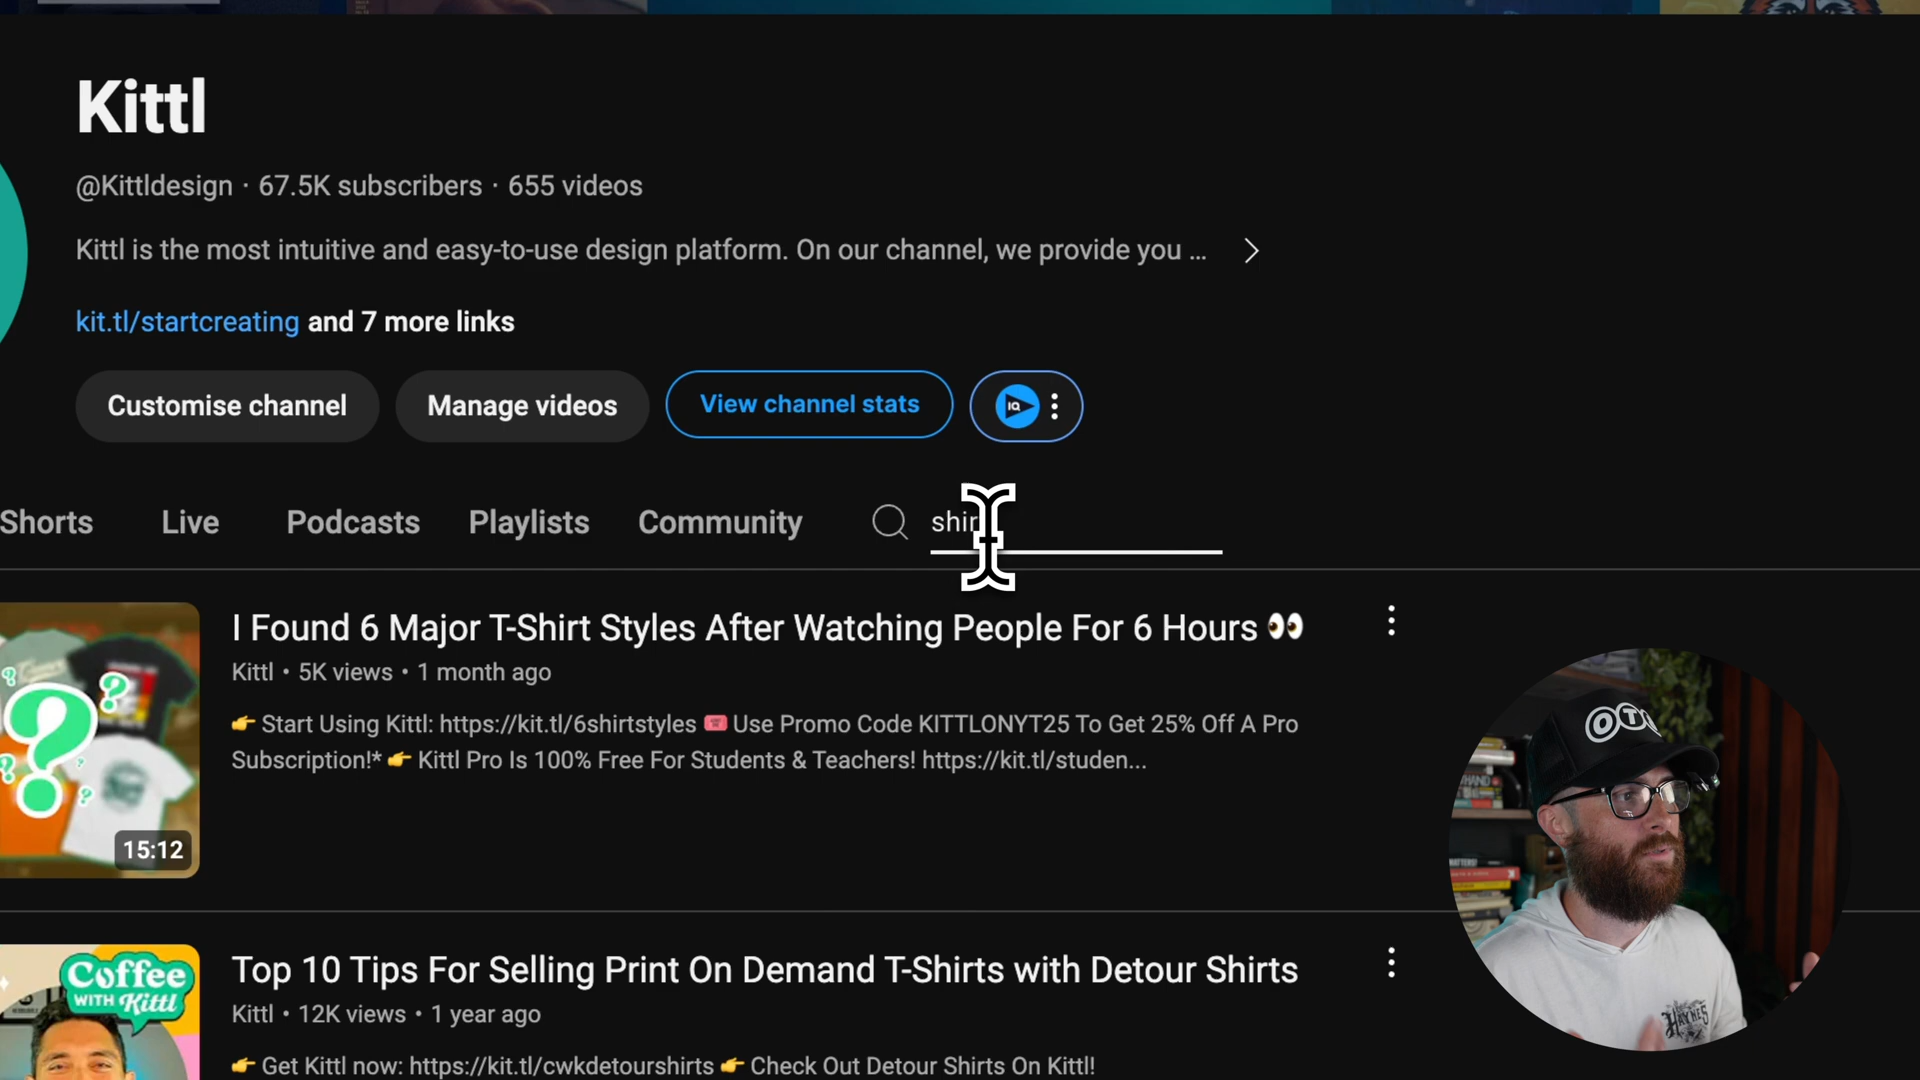 Kittl
@Kittldesign · 67.5K subscribers · 655 videos
Kittl is the most intuitive and easy-to-use design platform. On our channel, we provide you ...
kit.tl/startcreating and 7 more links
Customise channel
Manage videos
View channel stats
IQ
Shorts
Live
Podcasts
Playlists
Community
shir
I Found 6 Major T-Shirt Styles After Watching People For 6 Hours 👀
Kittl • 5K views • 1 month ago
👉 Start Using Kittl: https://kit.tl/6shirtstyles 🎟️ Use Promo Code KITTLONYT25 To Get 25% Off A Pro
Subscription!* 👉 Kittl Pro Is 100% Free For Students & Teachers! https://kit.tl/studen...
15:12
Top 10 Tips For Selling Print On Demand T-Shirts with Detour Shirts
Kittl • 12K views • 1 year ago
👉 Get Kittl now: https://kit.tl/cwkdetourshirts 👉 Check Out Detour Shirts On Kittl!
Coffee
WITH Kittl
HAYNES